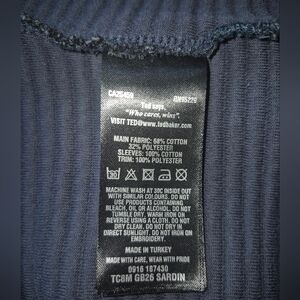 Ted says,
"Who cares, wins".
VISIT TED@www.tedbaker.com
MAIN FABRIC: 68% COTTON
32% POLYESTER
SLEEVES: 100% COTTON
TRIM: 100% POLYESTER
MACHINE WASH AT 30C INSIDE OUT
WITH SIMILAR COLOURS. DO NOT
USE PRODUCTS CONTAINING
BLEACH, OIL OR ALCOHOL. DO NOT
TUMBLE DRY. WARM IRON ON
REVERSE USING A CLOTH. DO NOT
DRY CLEAN. DO NOT DRY IN
DIRECT SUNLIGHT. DO NOT IRON ON
EMBROIDERY.
MADE IN TURKEY
MADE WITH CARE, WEAR WITH PRIDE
0916 187430
TC8M GB26 SARDIN